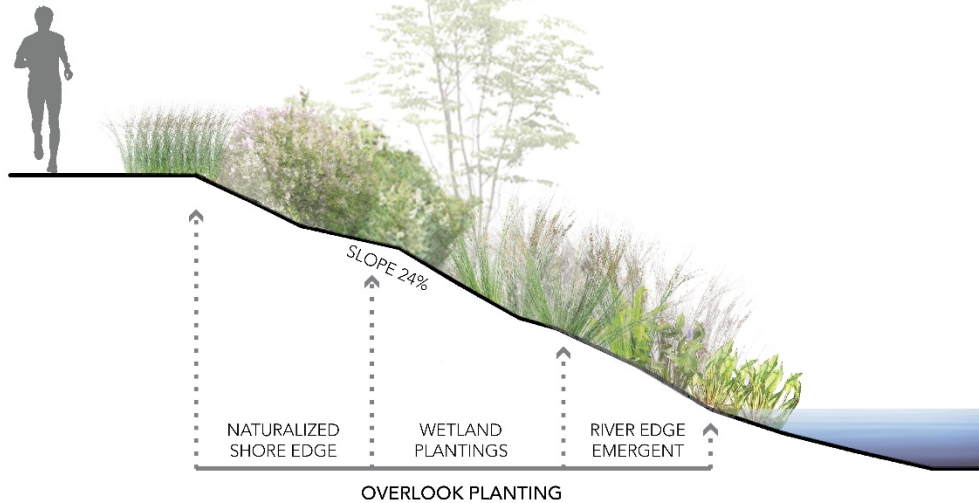 SLOPE 24%
NATURALIZED
SHORE EDGE
WETLAND
PLANTINGS
RIVER EDGE
EMERGENT
OVERLOOK PLANTING